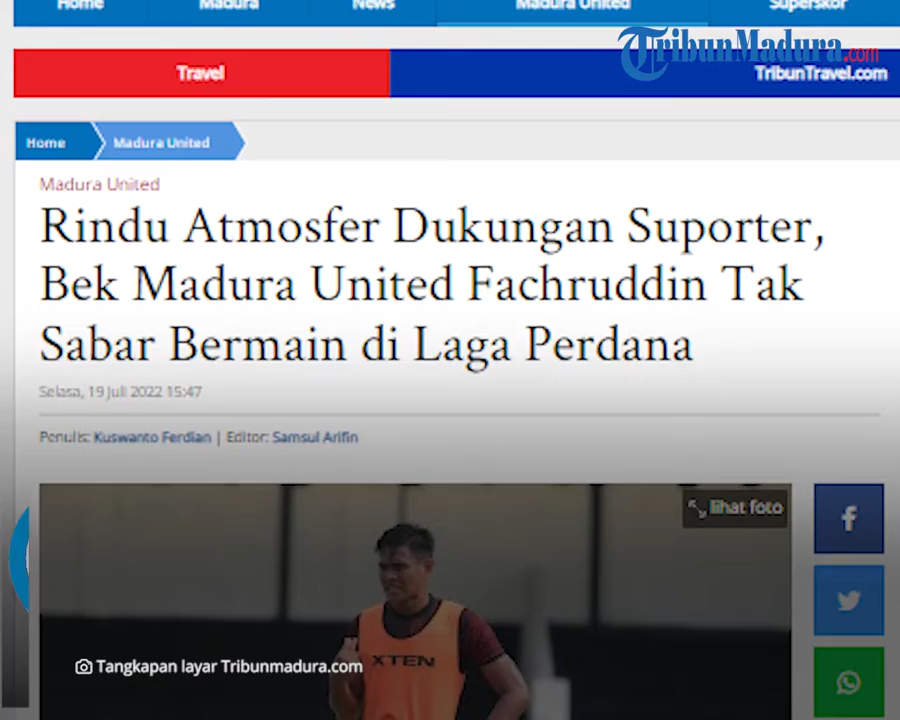 Home Madura News Madura United Superskor
TribunMadura.com
Travel TribunTravel.com
Home Madura United
Madura United
Rindu Atmosfer Dukungan Suporter,
Bek Madura United Fachruddin Tak
Sabar Bermain di Laga Perdana
Selasa, 19 Juli 2022 15:47
Penulis: Kuswanto Ferdian | Editor: Samsul Arifin
lihat foto
XTEN
Tangkapan layar Tribunmadura.com